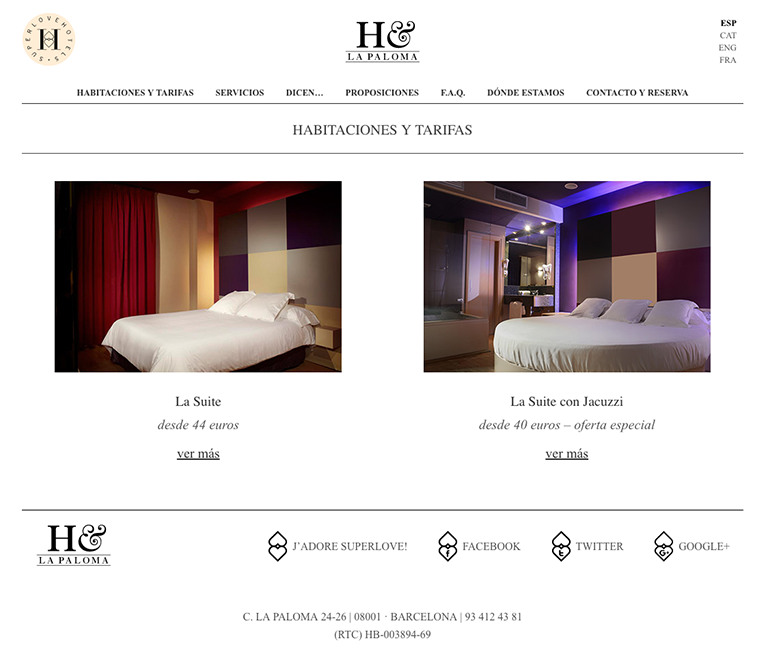 SUPERLOVEHOTELS
H
H&
LA PALOMA
ESP
CAT
ENG
FRA
HABITACIONES Y TARIFAS SERVICIOS DICEN... PROPOSICIONES F.A.Q. DÓNDE ESTAMOS CONTACTO Y RESERVA
HABITACIONES Y TARIFAS
La Suite
desde 44 euros
ver más
La Suite con Jacuzzi
desde 40 euros – oferta especial
ver más
H&
LA PALOMA
J’ADORE SUPERLOVE! FACEBOOK TWITTER GOOGLE+
C. LA PALOMA 24-26 | 08001 · BARCELONA | 93 412 43 81
(RTC) HB-003894-69